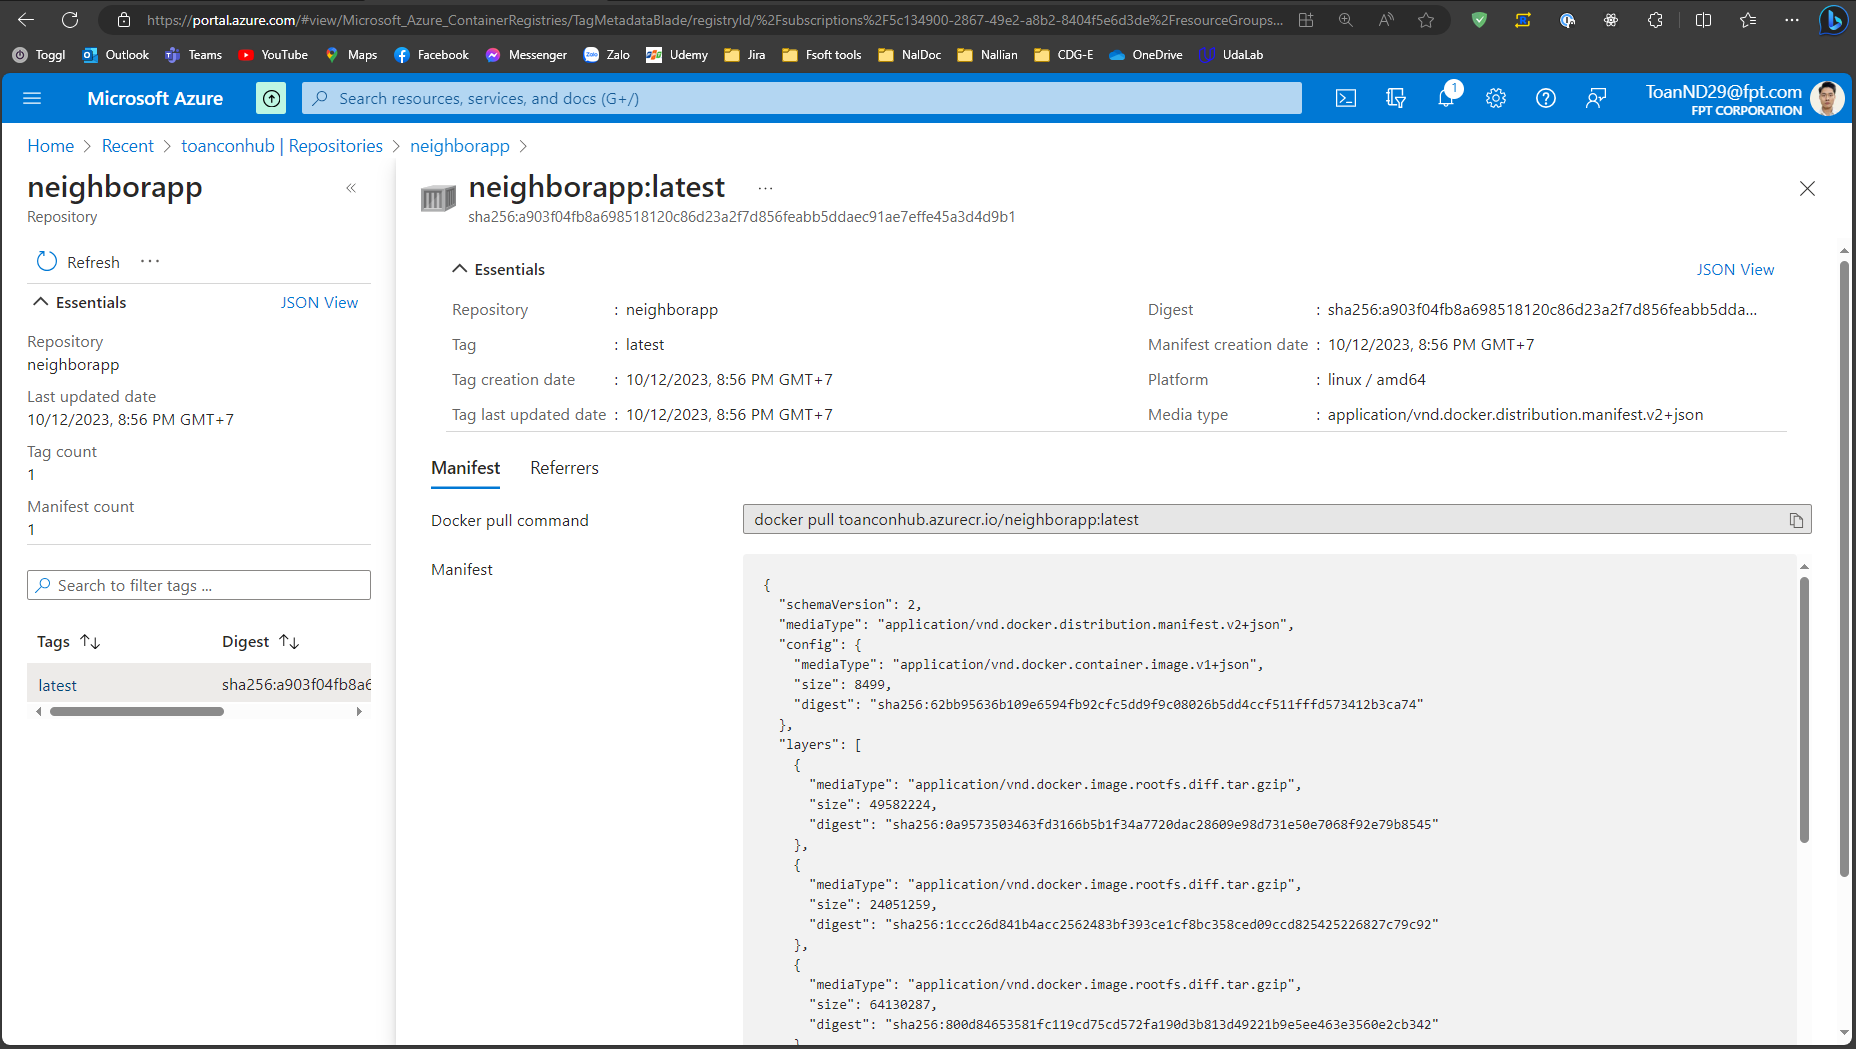 https://portal.azure.com/#view/Microsoft_Azure_ContainerRegistries/TagMetadataBlade/registryId/%2Fsubscriptions%2F5c134900-2867-49e2-a8b2-8404f5e6d3de%2FresourceGroups...
Toggl Outlook Teams YouTube Maps Facebook Messenger Zalo Udemy Jira Fsoft tools NalDoc Nallian CDG-E OneDrive UdaLab
Microsoft Azure
Search resources, services, and docs (G+/)
1
ToanND29@fpt.com
FPT CORPORATION
Home > Recent > toanconhub | Repositories > neighborapp >
neighborapp
Repository
Refresh ...
Essentials JSON View
Repository
neighborapp
Last updated date
10/12/2023, 8:56 PM GMT+7
Tag count
1
Manifest count
1
Search to filter tags ...
Tags Digest
latest sha256:a903f04fb8a6
neighborapp:latest ...
sha256:a903f04fb8a698518120c86d23a2f7d856feabb5ddaec91ae7effe45a3d4d9b1
Essentials JSON View
Repository : neighborapp
Tag : latest
Tag creation date : 10/12/2023, 8:56 PM GMT+7
Tag last updated date : 10/12/2023, 8:56 PM GMT+7
Digest : sha256:a903f04fb8a698518120c86d23a2f7d856feabb5dda...
Manifest creation date : 10/12/2023, 8:56 PM GMT+7
Platform : linux / amd64
Media type : application/vnd.docker.distribution.manifest.v2+json
Manifest Referrers
Docker pull command
docker pull toanconhub.azurecr.io/neighborapp:latest
Manifest
{
"schemaVersion": 2,
"mediaType": "application/vnd.docker.distribution.manifest.v2+json",
"config": {
"mediaType": "application/vnd.docker.container.image.v1+json",
"size": 8499,
"digest": "sha256:62bb95636b109e6594fb92cfc5dd9f9c08026b5dd4ccf511fffd573412b3ca74"
},
"layers": [
{
"mediaType": "application/vnd.docker.image.rootfs.diff.tar.gzip",
"size": 49582224,
"digest": "sha256:0a9573503463fd3166b5b1f34a7720dac28609e98d731e50e7068f92e79b8545"
},
{
"mediaType": "application/vnd.docker.image.rootfs.diff.tar.gzip",
"size": 24051259,
"digest": "sha256:1ccc26d841b4acc2562483bf393ce1cf8bc358ced09ccd825425226827c79c92"
},
{
"mediaType": "application/vnd.docker.image.rootfs.diff.tar.gzip",
"size": 64130287,
"digest": "sha256:800d84653581fc119cd75cd572fa190d3b813d49221b9e5ee463e3560e2cb342"
}